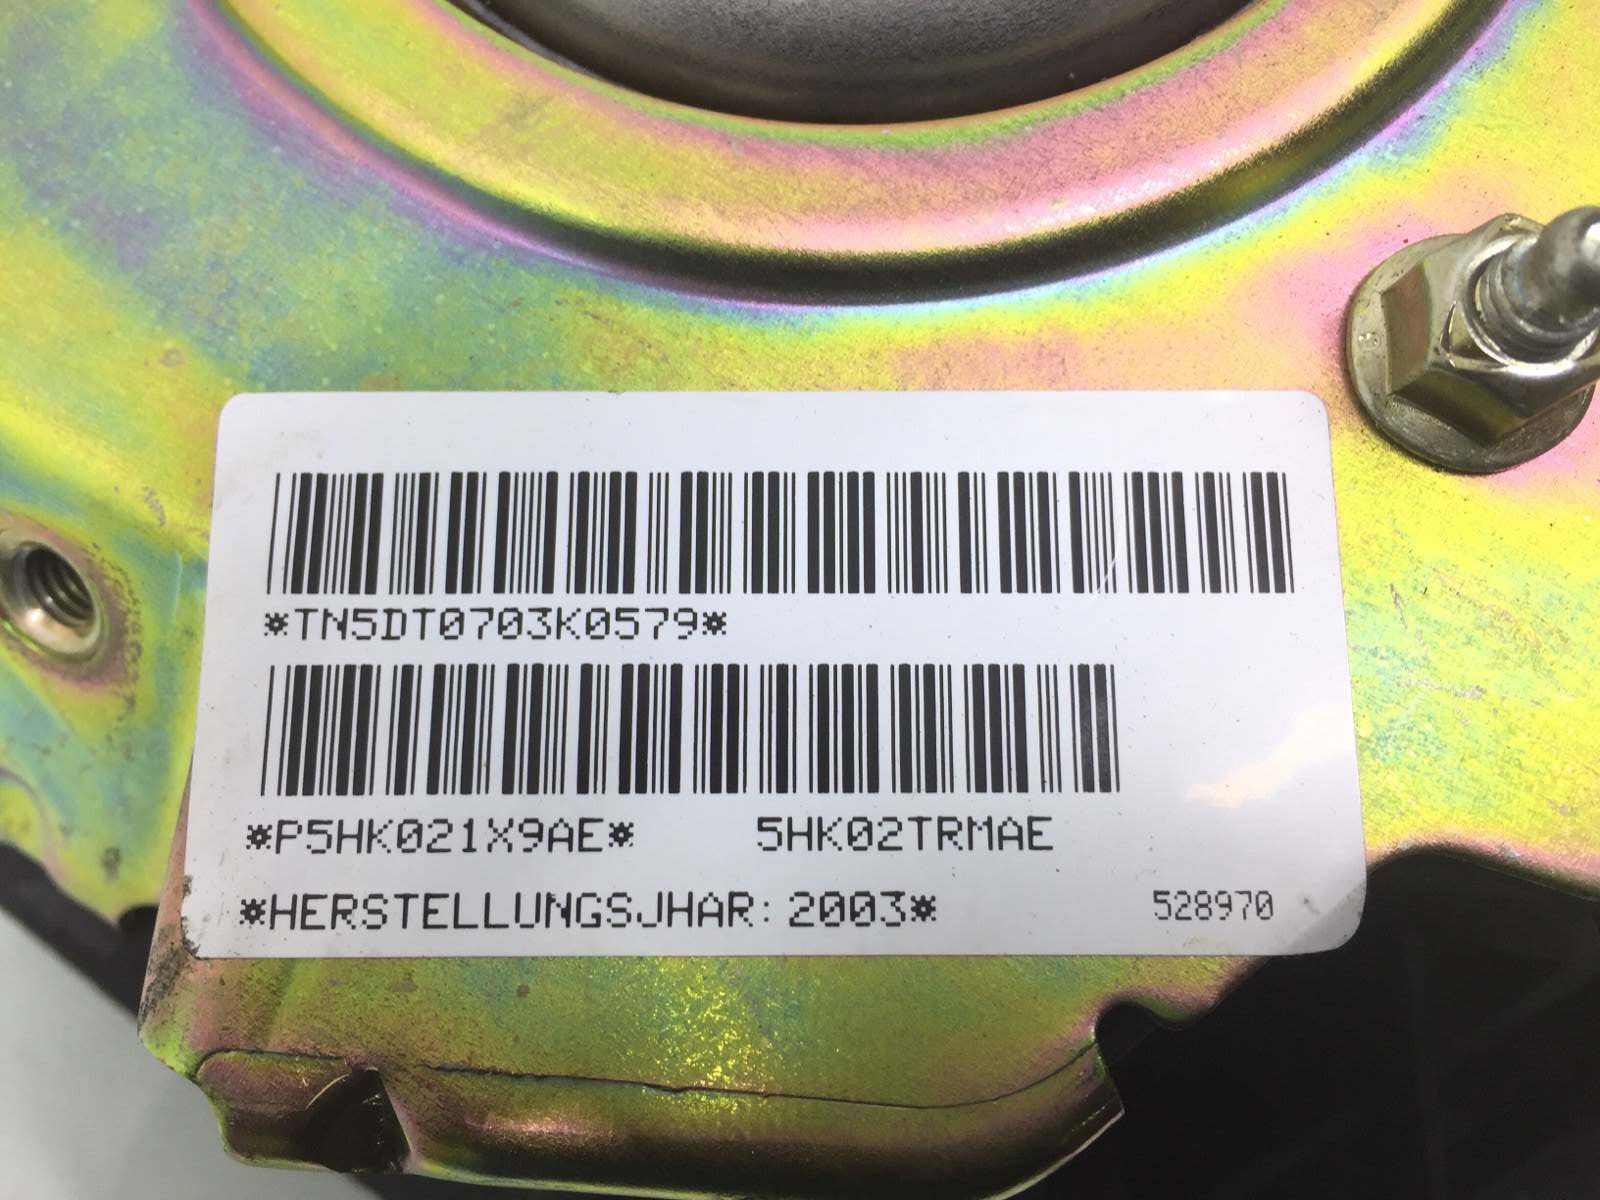 *TN5DT0703K0579*
*P5HK021X9AE* 5HK02TRMAE
*HERSTELLUNGSJHAR: 2003* 528970